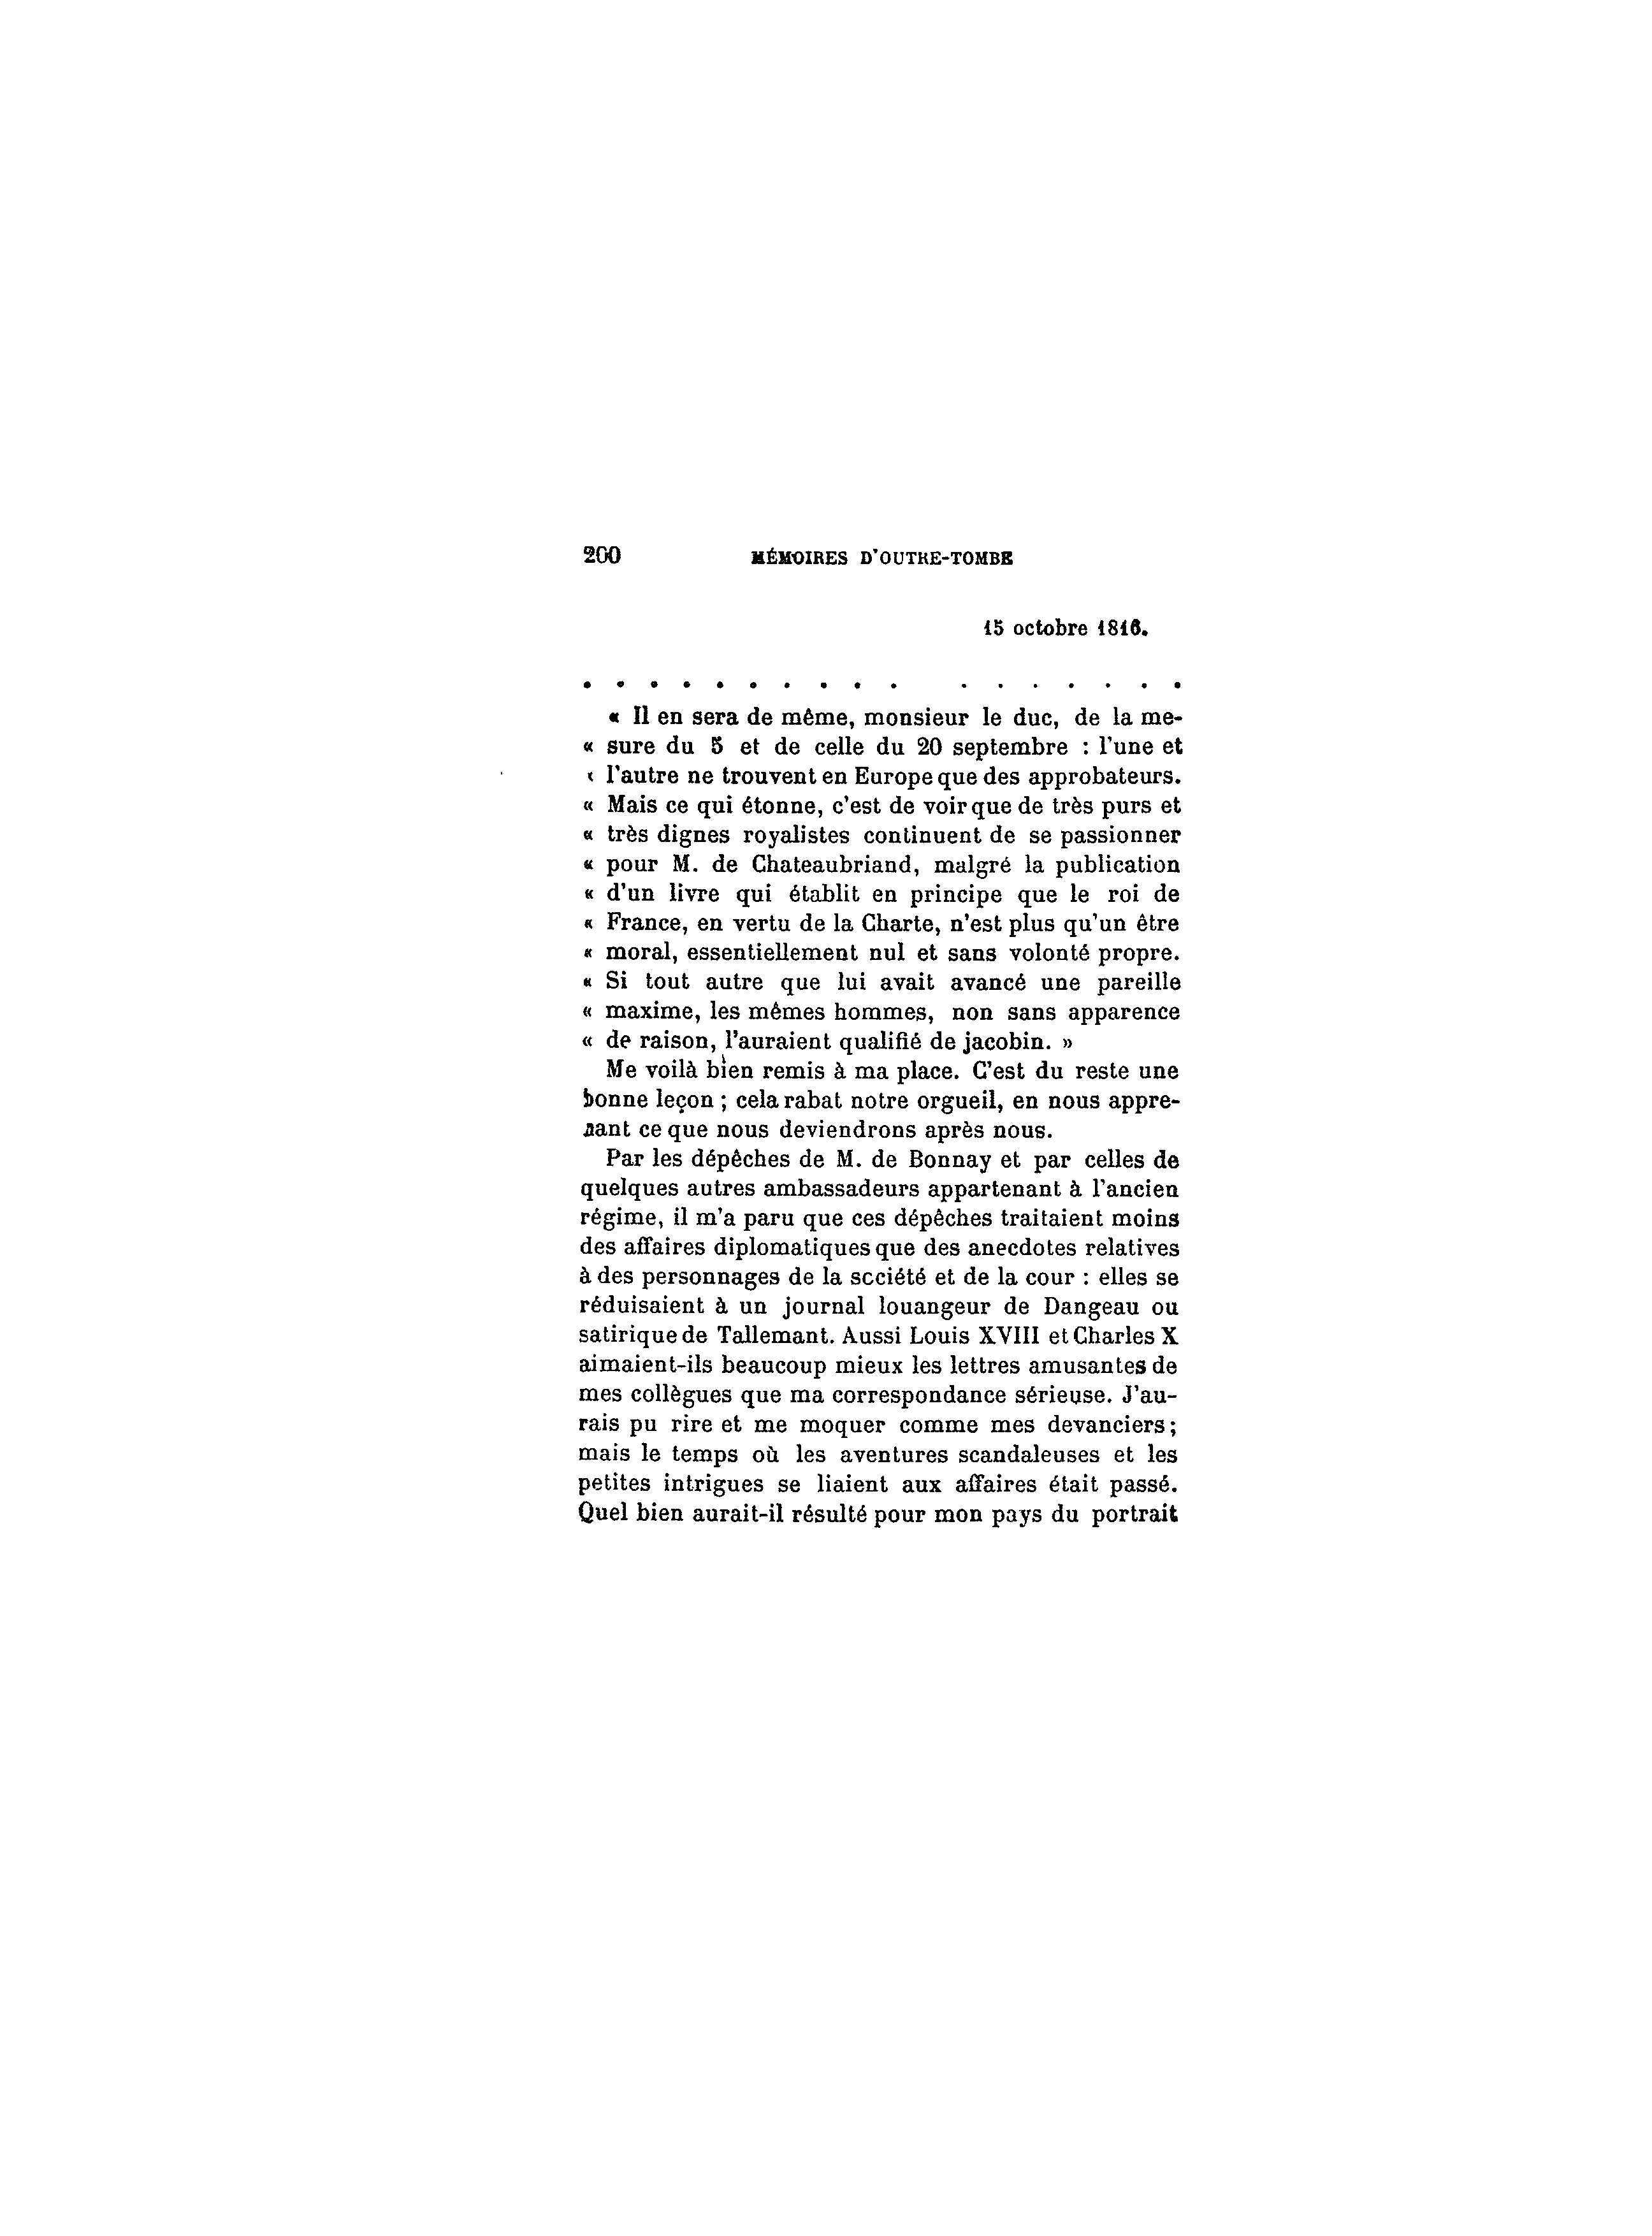 200 MÉMOIRES D'OUTRE-TOMBE
15 octobre 1816.
. . . . . . . . . . . . . . . . .
« Il en sera de même, monsieur le duc, de la me-
« sure du 5 et de celle du 20 septembre : l'une et
‹ l'autre ne trouvent en Europe que des approbateurs.
« Mais ce qui étonne, c'est de voir que de très purs et
« très dignes royalistes continuent de se passionner
« pour M. de Chateaubriand, malgré la publication
« d'un livre qui établit en principe que le roi de
« France, en vertu de la Charte, n'est plus qu'un être
« moral, essentiellement nul et sans volonté propre.
« Si tout autre que lui avait avancé une pareille
« maxime, les mêmes hommes, non sans apparence
« de raison, l'auraient qualifié de jacobin. »
Me voilà bien remis à ma place. C'est du reste une
bonne leçon ; cela rabat notre orgueil, en nous appre-
nant ce que nous deviendrons après nous.
Par les dépêches de M. de Bonnay et par celles de
quelques autres ambassadeurs appartenant à l'ancien
régime, il m'a paru que ces dépêches traitaient moins
des affaires diplomatiques que des anecdotes relatives
à des personnages de la société et de la cour : elles se
réduisaient à un journal louangeur de Dangeau ou
satirique de Tallemant. Aussi Louis XVIII et Charles X
aimaient-ils beaucoup mieux les lettres amusantes de
mes collègues que ma correspondance sérieuse. J'au-
rais pu rire et me moquer comme mes devanciers ;
mais le temps où les aventures scandaleuses et les
petites intrigues se liaient aux affaires était passé.
Quel bien aurait-il résulté pour mon pays du portrait